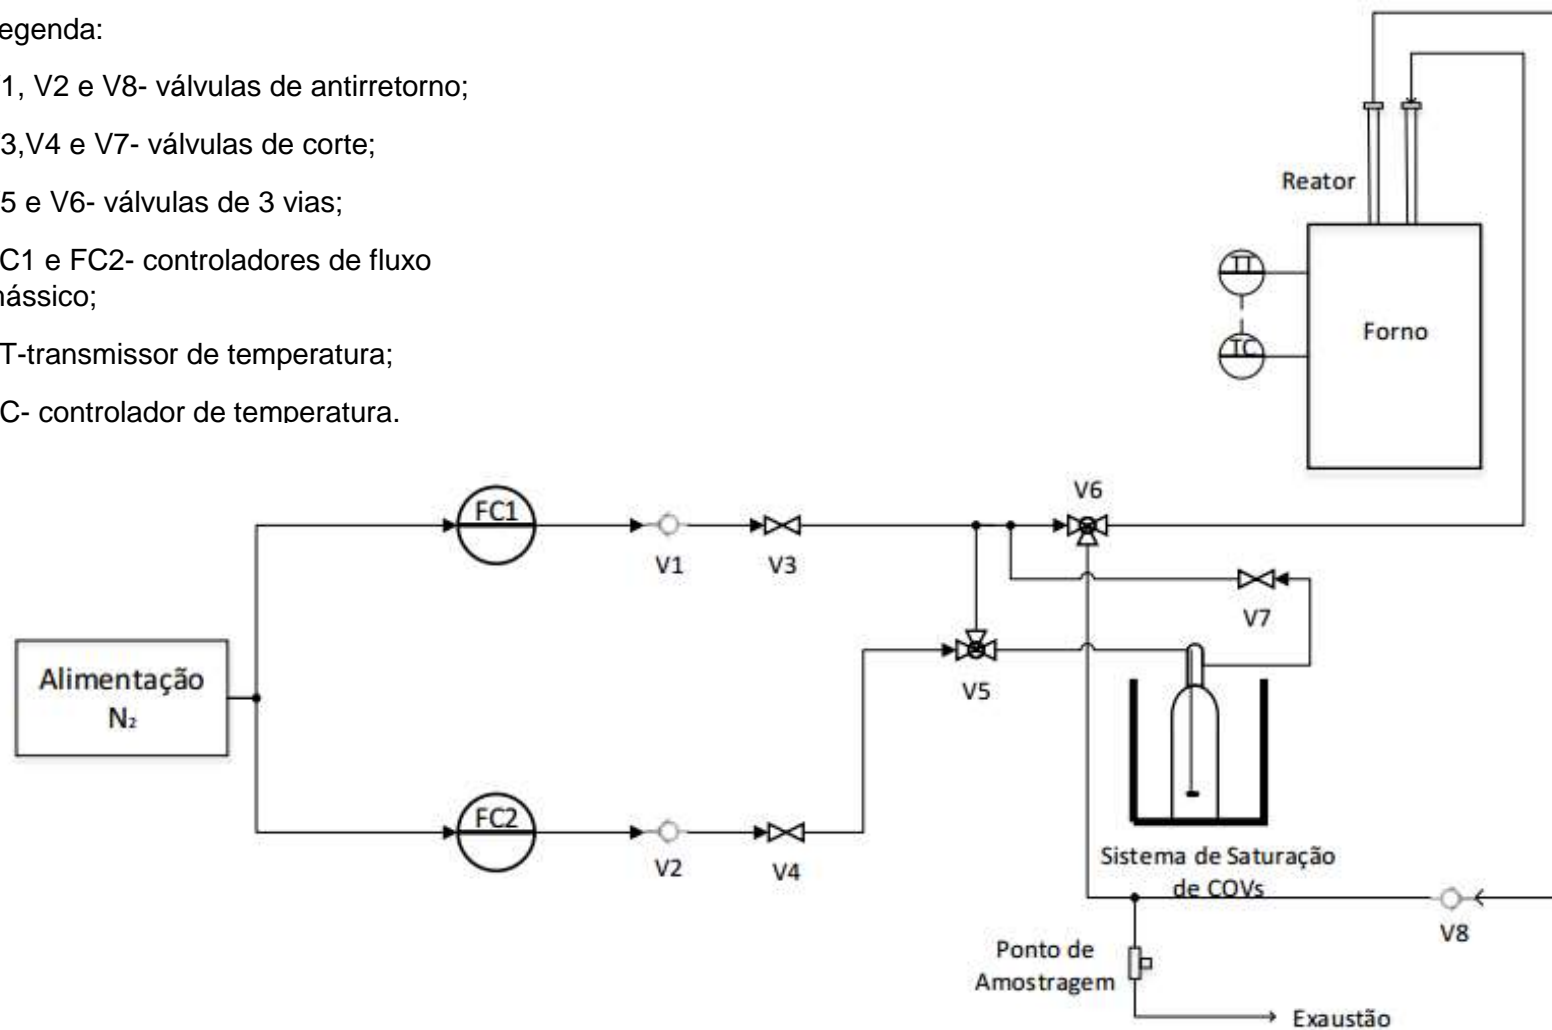 egenda:
1, V2 e V8- válvulas de antirretorno;
3,V4 e V7- válvulas de corte;
5 e V6- válvulas de 3 vias;
C1 e FC2- controladores de fluxo
nássico;
T-transmissor de temperatura;
C- controlador de temperatura.
Reator
TT
TC
Forno
FC1
V1
V3
V6
V7
Alimentação
N₂
V5
FC2
V2
V4
Sistema de Saturação
de COVs
V8
Ponto de
Amostragem
Exaustão